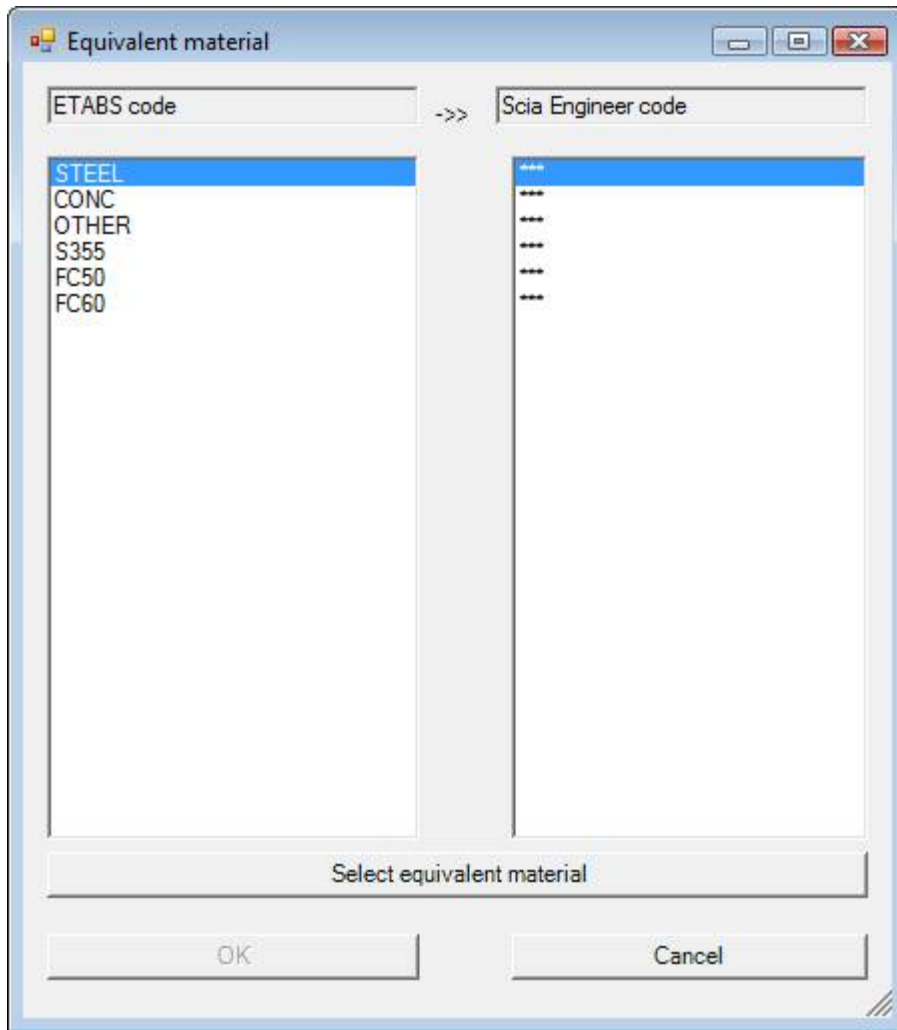 Equivalent material
ETABS code ->> Scia Engineer code
STEEL ***
CONC ***
OTHER ***
S355 ***
FC50 ***
FC60 ***
Select equivalent material
OK Cancel